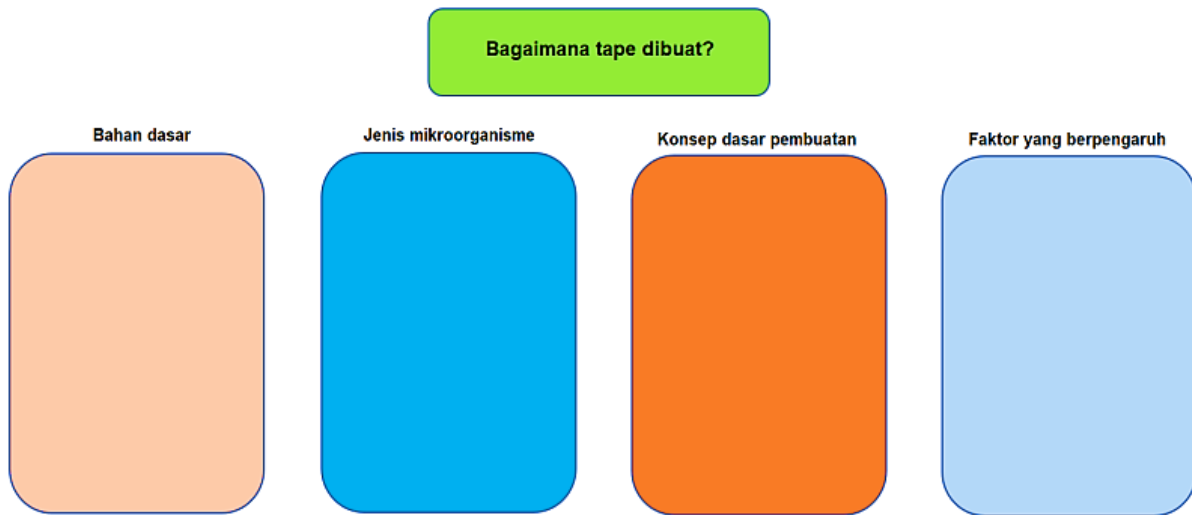 Bagaimana tape dibuat?
Bahan dasar
Jenis mikroorganisme
Konsep dasar pembuatan
Faktor yang berpengaruh